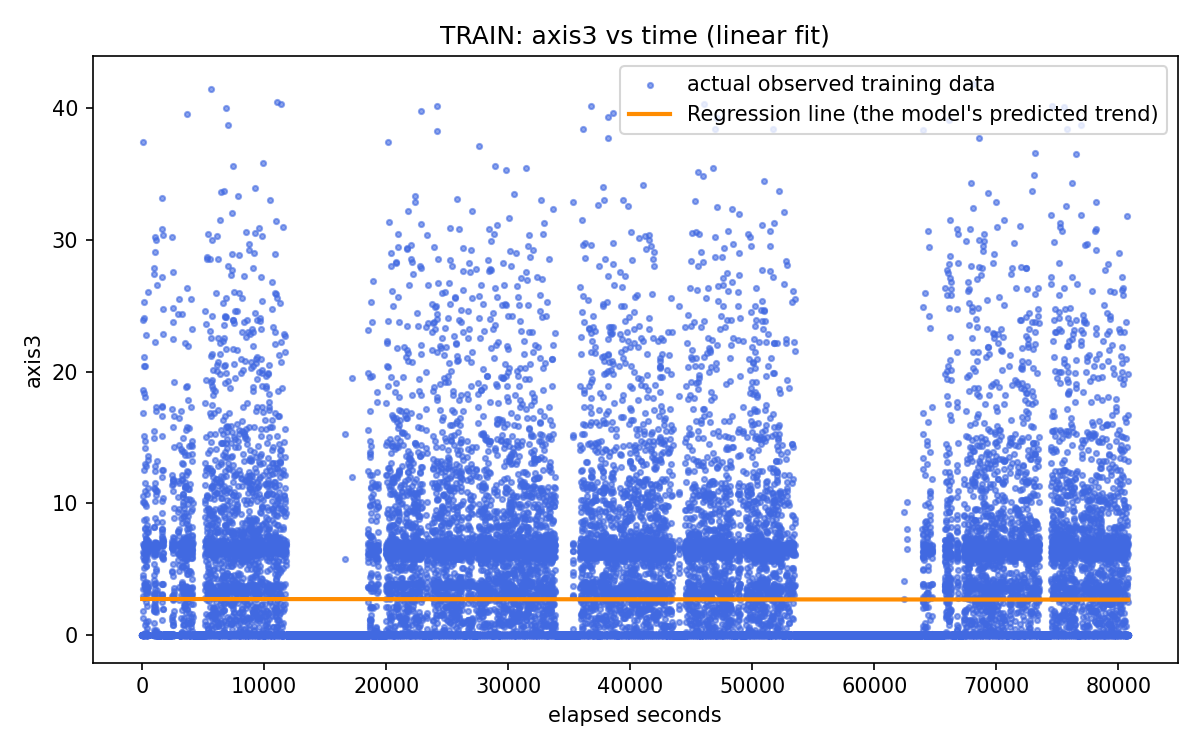 TRAIN: axis3 vs time (linear fit)
actual observed training data
Regression line (the model's predicted trend)
axis3
40
30
20
10
0
0 10000 20000 30000 40000 50000 60000 70000 80000
elapsed seconds